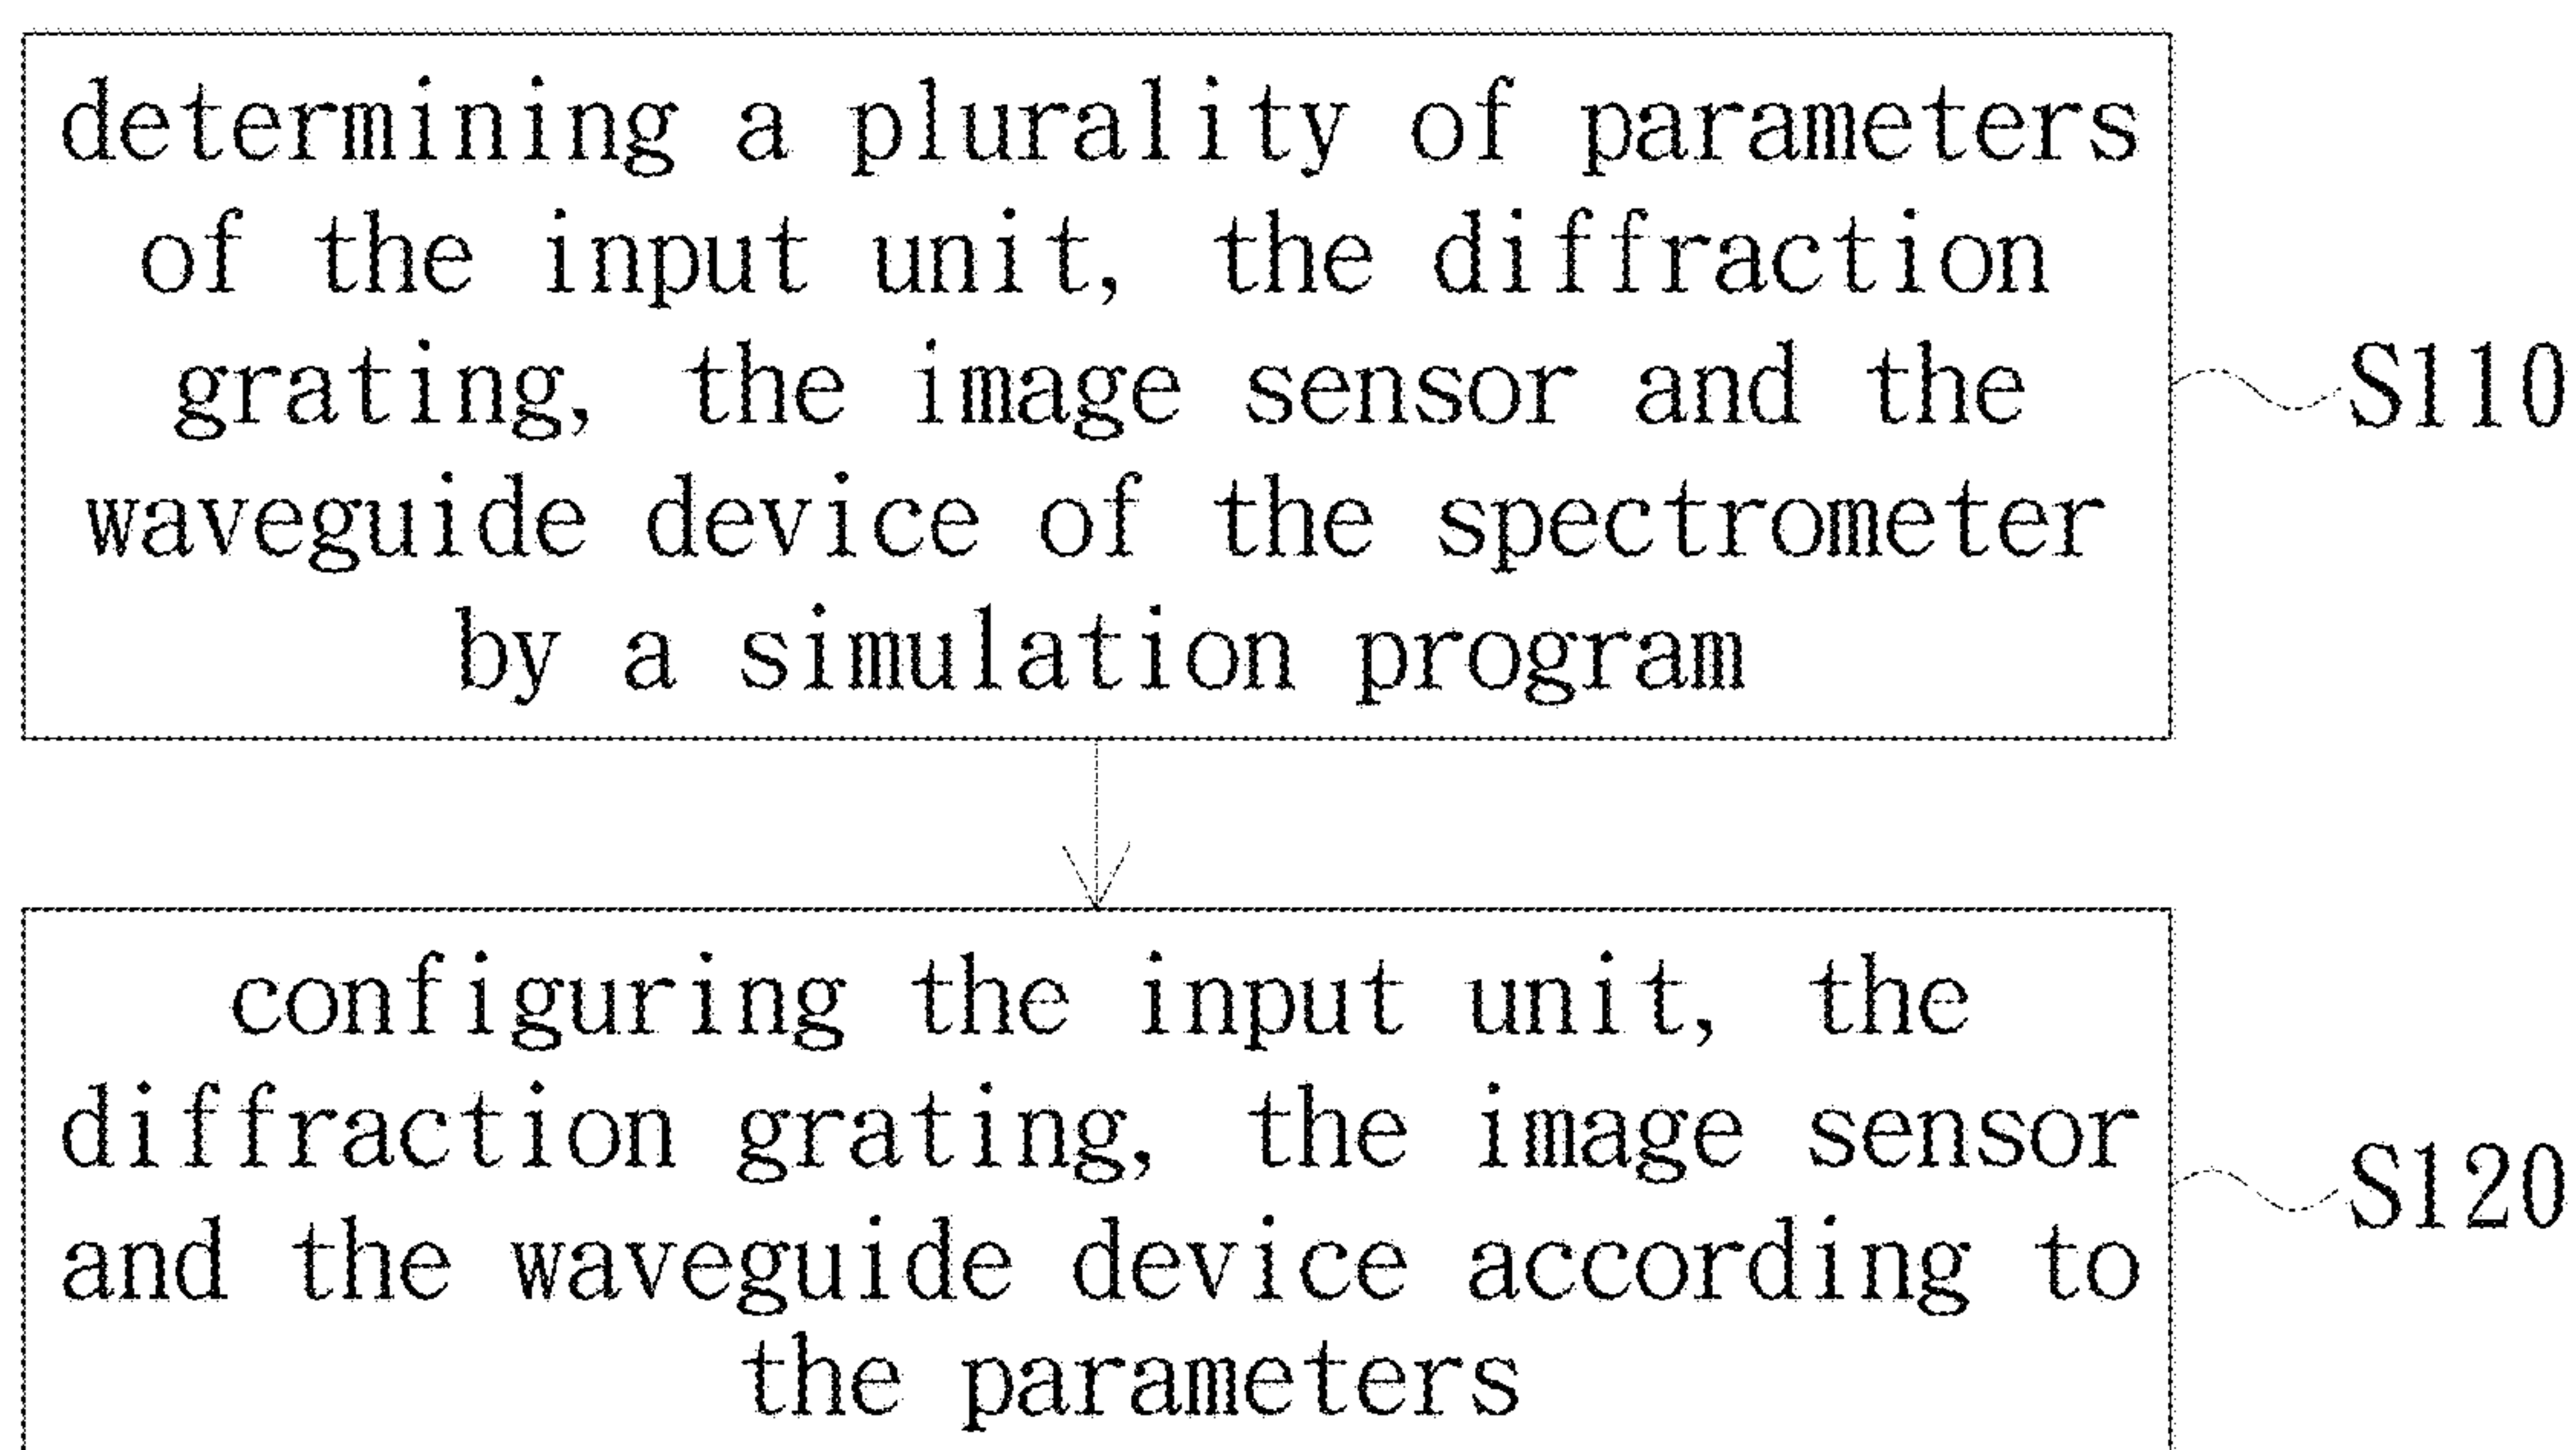 determining a plurality of parameters
of the input unit, the diffraction
grating, the image sensor and the
waveguide device of the spectrometer
by a simulation program
S110
configuring the input unit, the
diffraction grating, the image sensor
and the waveguide device according to
the parameters
S120